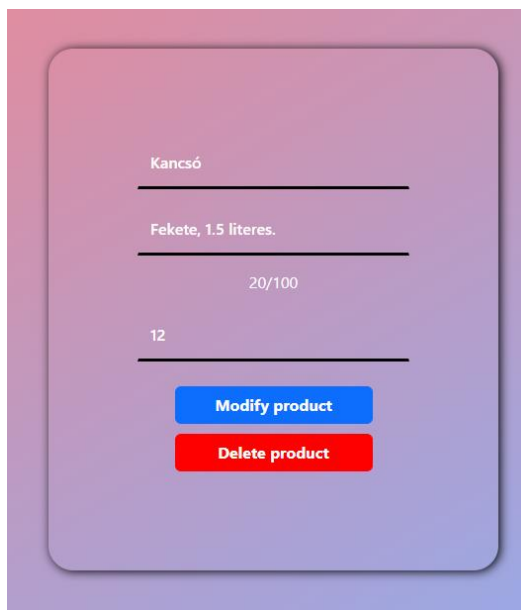 Kancsó
Fekete, 1.5 literes.
20/100
12
Modify product
Delete product